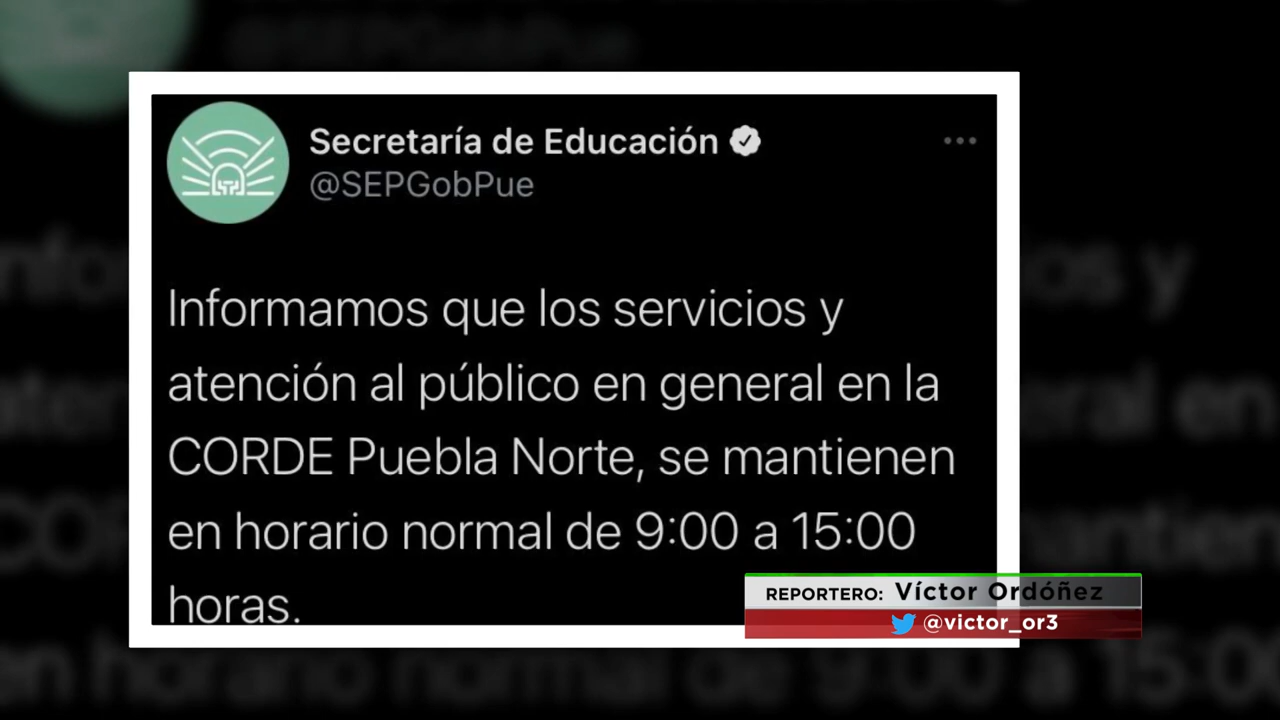 Secretaría de Educación
@SEPGobPue
Informamos que los servicios y
atención al público en general en la
CORDE Puebla Norte, se mantienen
en horario normal de 9:00 a 15:00
horas.
REPORTERO: Víctor Ordóñez
@victor_or3